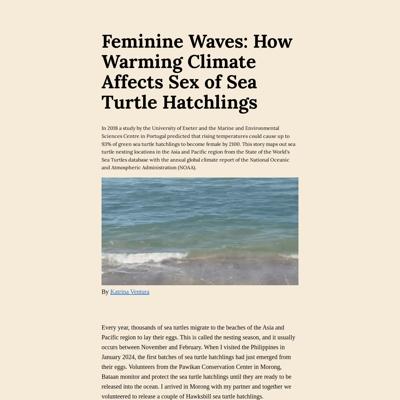 Feminine Waves: How
Warming Climate
Affects Sex of Sea
Turtle Hatchlings
In 2018 a study by the University of Exeter and the Marine and Environmental
Sciences Centre in Portugal predicted that rising temperatures could cause up to
93% of green sea turtle hatchlings to become female by 2100. This story maps out sea
turtle nesting locations in the Asia and Pacific region from the State of the World's
Sea Turtles database with the annual global climate report of the National Oceanic
and Atmospheric Administration (NOAA).
By Katrina Ventura
Every year, thousands of sea turtles migrate to the beaches of the Asia and
Pacific region to lay their eggs. This is called the nesting season, and it usually
occurs between November and February. When I visited the Philippines in
January 2024, the first batches of sea turtle hatchlings had just emerged from
their eggs. Volunteers from the Pawikan Conservation Center in Morong,
Bataan monitor and protect the sea turtle hatchlings until they are ready to be
released into the ocean. I arrived in Morong with my partner and together we
volunteered to release a couple of Hawksbill sea turtle hatchlings.